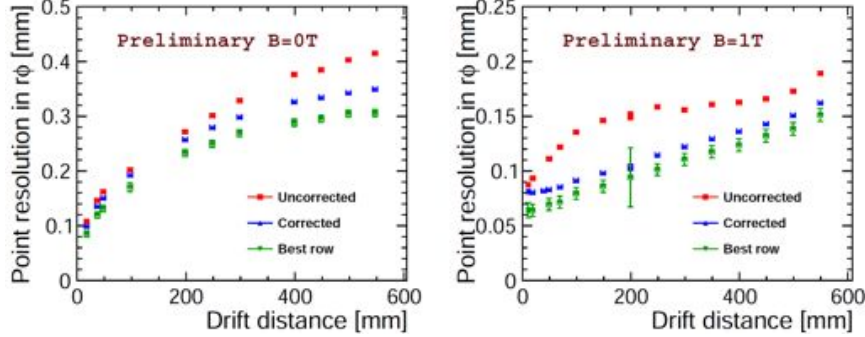 Point resolution in rϕ [mm]
0.5
0.4
0.3
0.2
0.1
0
Preliminary B=0T
Uncorrected
Corrected
Best row
0 200 400 600
Drift distance [mm]
Point resolution in rϕ [mm]
0.25
0.2
0.15
0.1
0.05
0
Preliminary B=1T
Uncorrected
Corrected
Best row
0 200 400 600
Drift distance [mm]